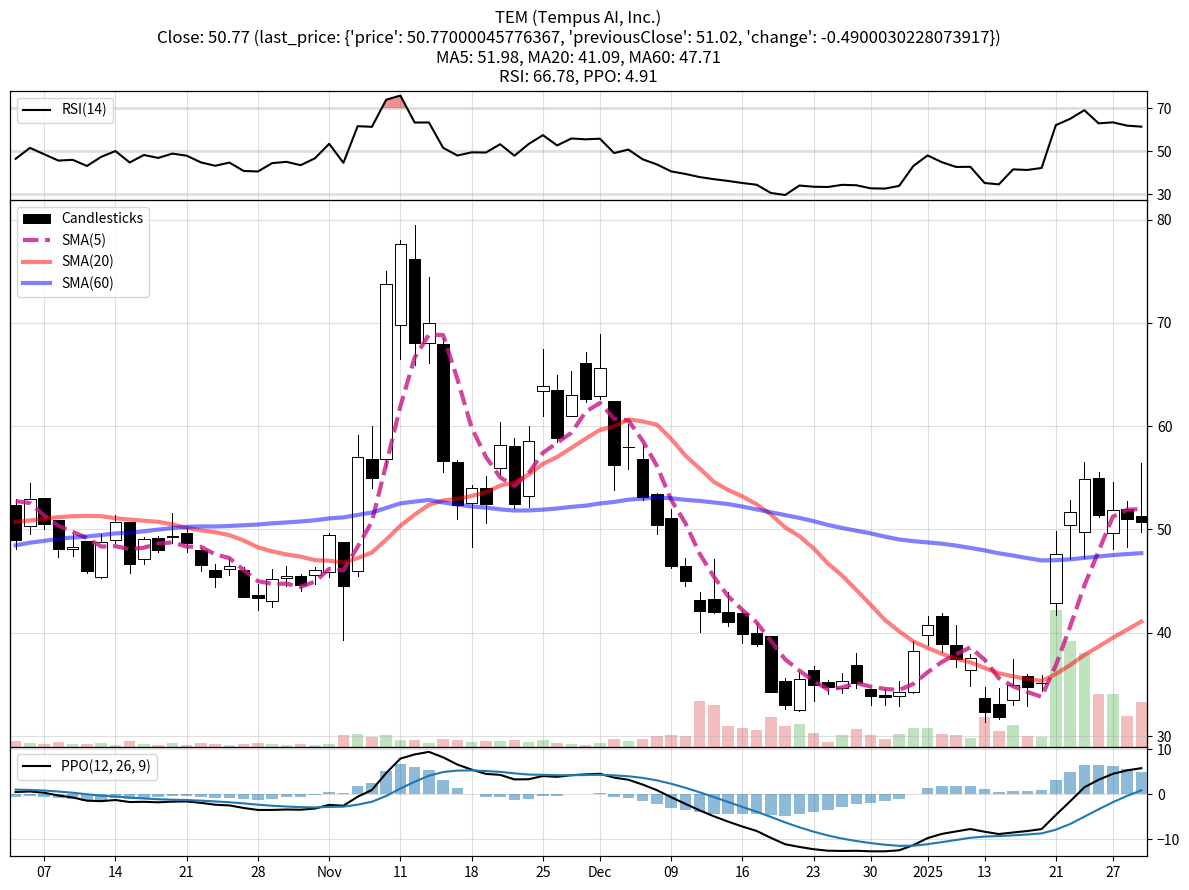 TEM (Tempus AI, Inc.)
Close: 50.77 (last_price: {'price': 50.77000045776367, 'previousClose': 51.02, 'change': -0.4900030228073917})
MA5: 51.98, MA20: 41.09, MA60: 47.71
RSI: 66.78, PPO: 4.91
RSI(14)
70
50
30
Candlesticks
SMA(5)
SMA(20)
SMA(60)
80
70
60
50
40
30
PPO(12, 26, 9)
10
0
−10
07 14 21 28 Nov 11 18 25 Dec 09 16 23 30 2025 13 21 27